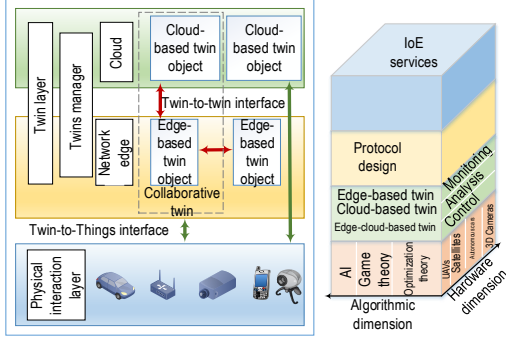 Twin layer
Twins manager
Cloud
Cloud-
based twin
object
Cloud-
based twin
object
Twin-to-twin interface
Network
edge
Edge-
based twin
object
Edge-
based twin
object
Collaborative
twin
Twin-to-Things interface
Physical
interaction
layer
IoE
services
Protocol
design
Edge-based twin
Cloud-based twin
Edge-cloud-based twin
Monitoring
Analysis
Control
AI
Game
theory
Optimization
theory
UAVs
Satellites
Autonomous cars
3D Cameras
Algorithmic
dimension
Hardware
dimension